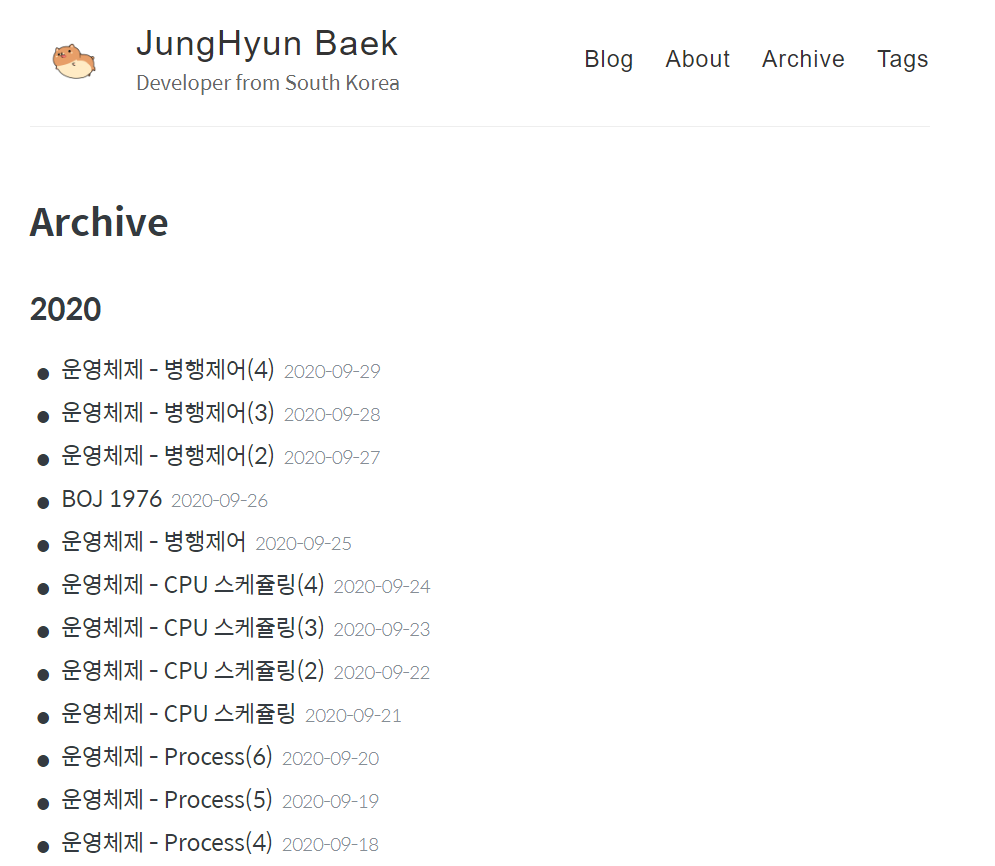 JungHyun Baek
Developer from South Korea
Blog About Archive Tags
Archive
2020
운영체제 - 병행제어(4) 2020-09-29
운영체제 - 병행제어(3) 2020-09-28
운영체제 - 병행제어(2) 2020-09-27
BOJ 1976 2020-09-26
운영체제 - 병행제어 2020-09-25
운영체제 - CPU 스케쥴링(4) 2020-09-24
운영체제 - CPU 스케쥴링(3) 2020-09-23
운영체제 - CPU 스케쥴링(2) 2020-09-22
운영체제 - CPU 스케쥴링 2020-09-21
운영체제 - Process(6) 2020-09-20
운영체제 - Process(5) 2020-09-19
운영체제 - Process(4) 2020-09-18